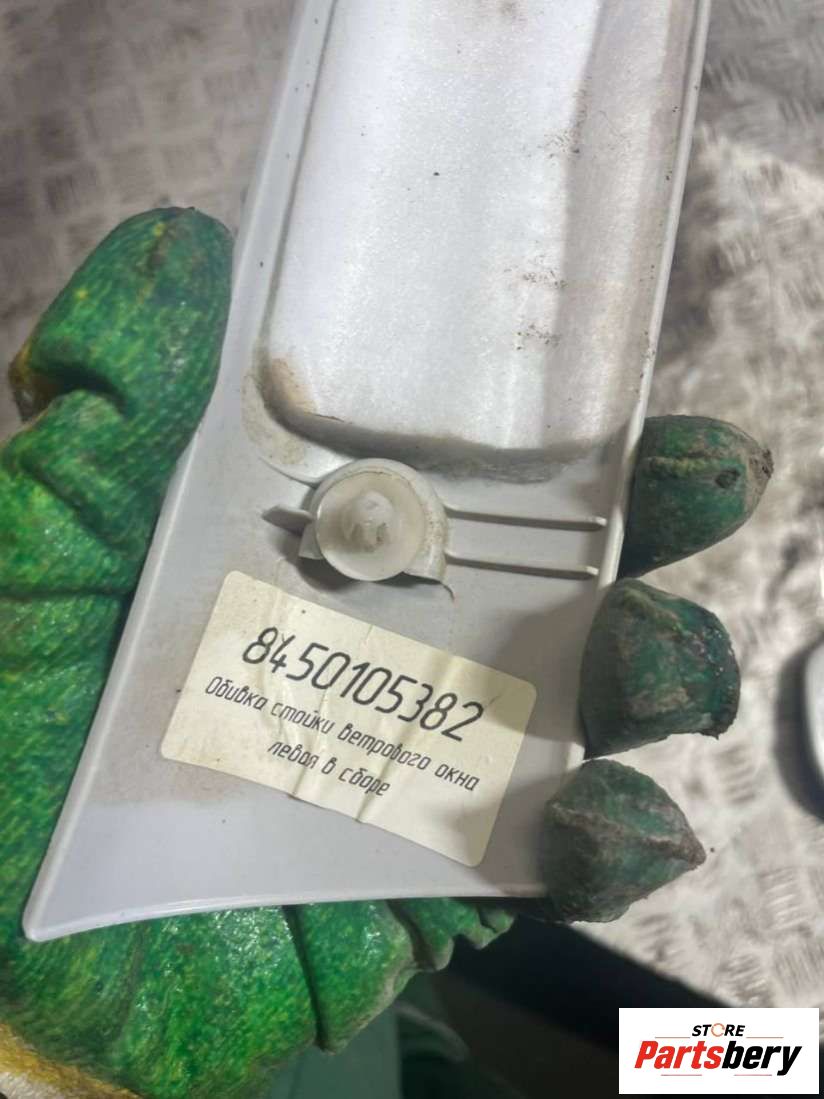 8450105382
Обивка стойки ветрового окна
левая в сборе
STORE
Partsbery